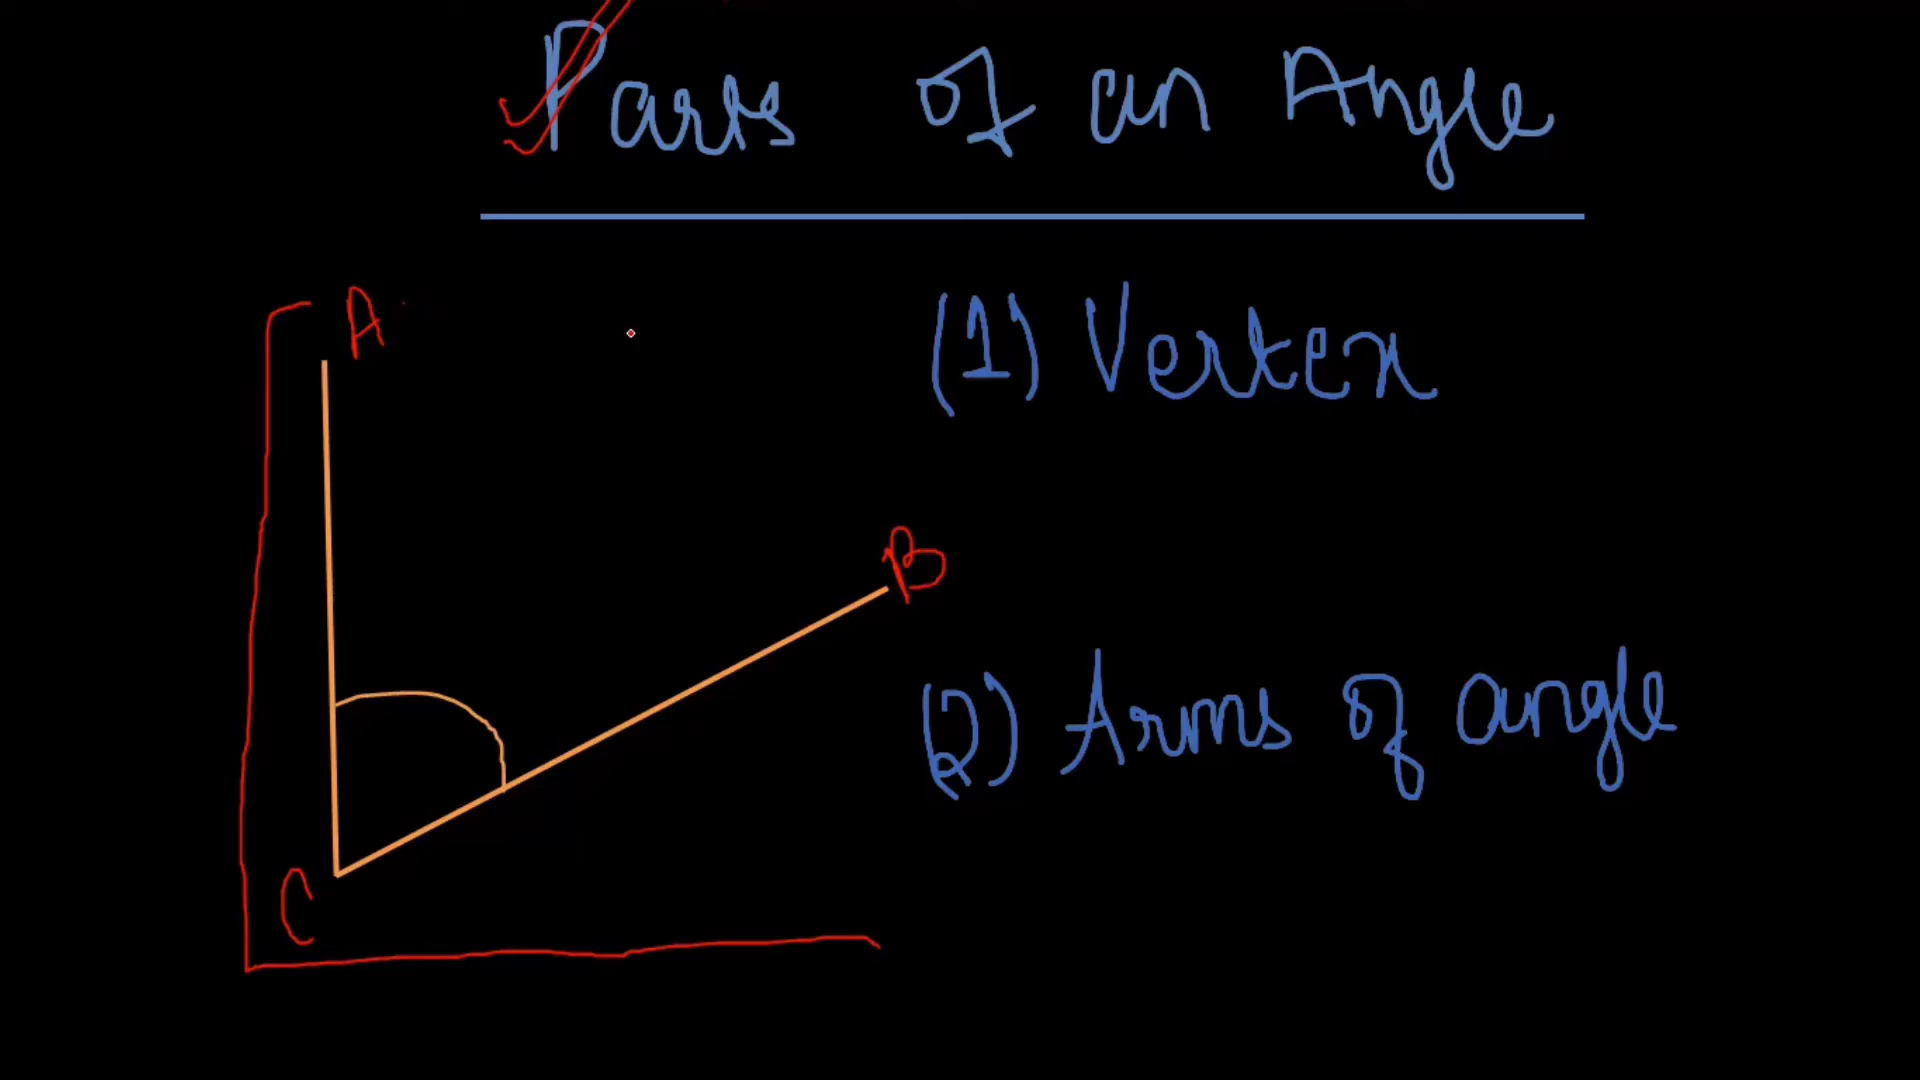 Parts of an Angle
A
(1) Vertex
B
(2) Arms of angle
C